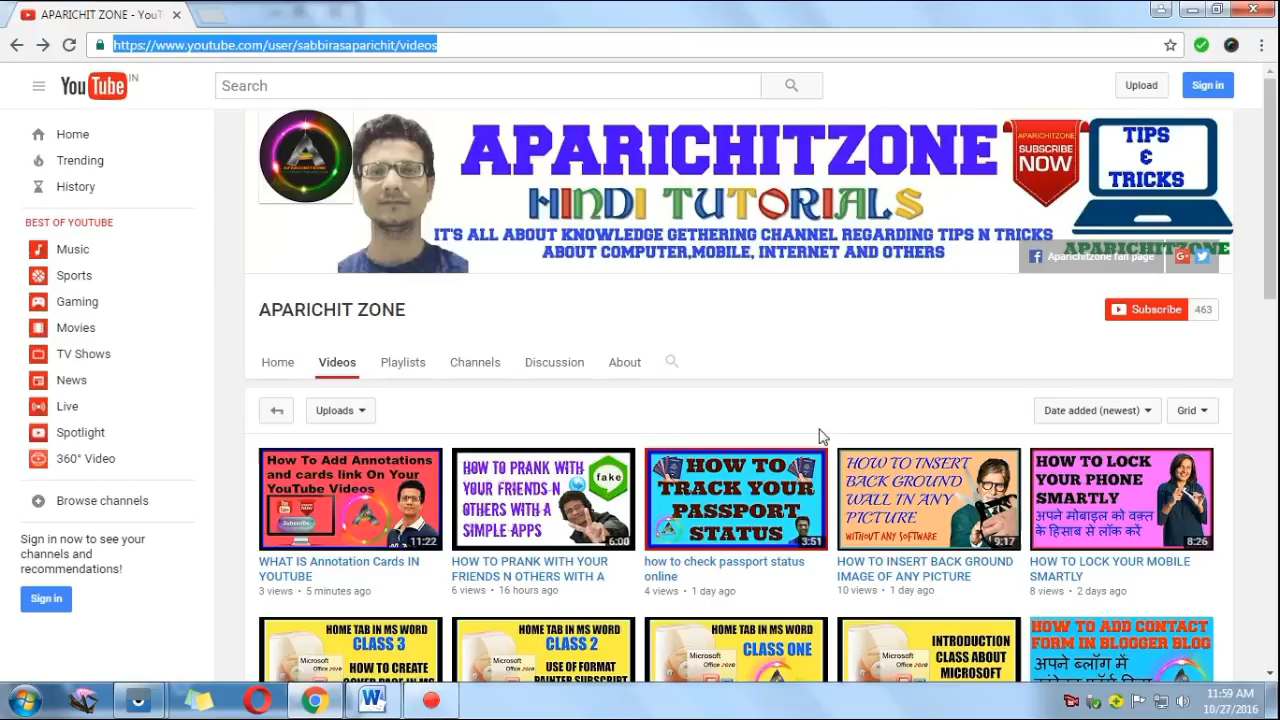 APARICHIT ZONE - YouT
https://www.youtube.com/user/sabbirasaparichit/videos
YouTube IN
Search
Upload
Sign in
Home
Trending
History
BEST OF YOUTUBE
Music
Sports
Gaming
Movies
TV Shows
News
Live
Spotlight
360° Video
Browse channels
Sign in now to see your
channels and
recommendations!
Sign in
APARICHITZONE
HINDI TUTORIALS
IT'S ALL ABOUT KNOWLEDGE GETHERING CHANNEL REGARDING TIPS N TRICKS
ABOUT COMPUTER,MOBILE, INTERNET AND OTHERS
APARICHITZONE
SUBSCRIBE
NOW
TIPS
&
TRICKS
APARICHITZONE
Aparichitzone fan page
APARICHIT ZONE
Subscribe 463
Home Videos Playlists Channels Discussion About
Uploads
Date added (newest)
Grid
How To Add Annotations
and cards link On Your
YouTube Videos
Subscribe
11:22
WHAT IS Annotation Cards IN
YOUTUBE
3 views • 5 minutes ago
HOW TO PRANK WITH
YOUR FRIENDS N
OTHERS WITH A
SIMPLE APPS
fake
6:00
HOW TO PRANK WITH YOUR
FRIENDS N OTHERS WITH A
6 views • 16 hours ago
HOW TO
TRACK YOUR
PASSPORT
STATUS
3:51
how to check passport status
online
4 views • 1 day ago
HOW TO INSERT
BACK GROUND
WALL IN ANY
PICTURE
WITHOUT ANY SOFTWARE
9:17
HOW TO INSERT BACK GROUND
IMAGE OF ANY PICTURE
10 views • 1 day ago
HOW TO LOCK
YOUR PHONE
SMARTLY
अपने मोबाइल को वक्त
के हिसाब से लॉक करें
8:26
HOW TO LOCK YOUR MOBILE
SMARTLY
8 views • 2 days ago
HOME TAB IN MS WORD
CLASS 3
HOW TO CREATE
Microsoft
HOME TAB IN MS WORD
CLASS 2
USE OF FORMAT
PAINTER SUBSCRIPT
Microsoft
HOME TAB IN MS WORD
CLASS ONE
Microsoft
INTRODUCTION
CLASS ABOUT
MICROSOFT
Microsoft
HOW TO ADD CONTACT
FORM IN BLOGGER BLOG
अपने ब्लॉग में
11:59 AM
10/27/2016